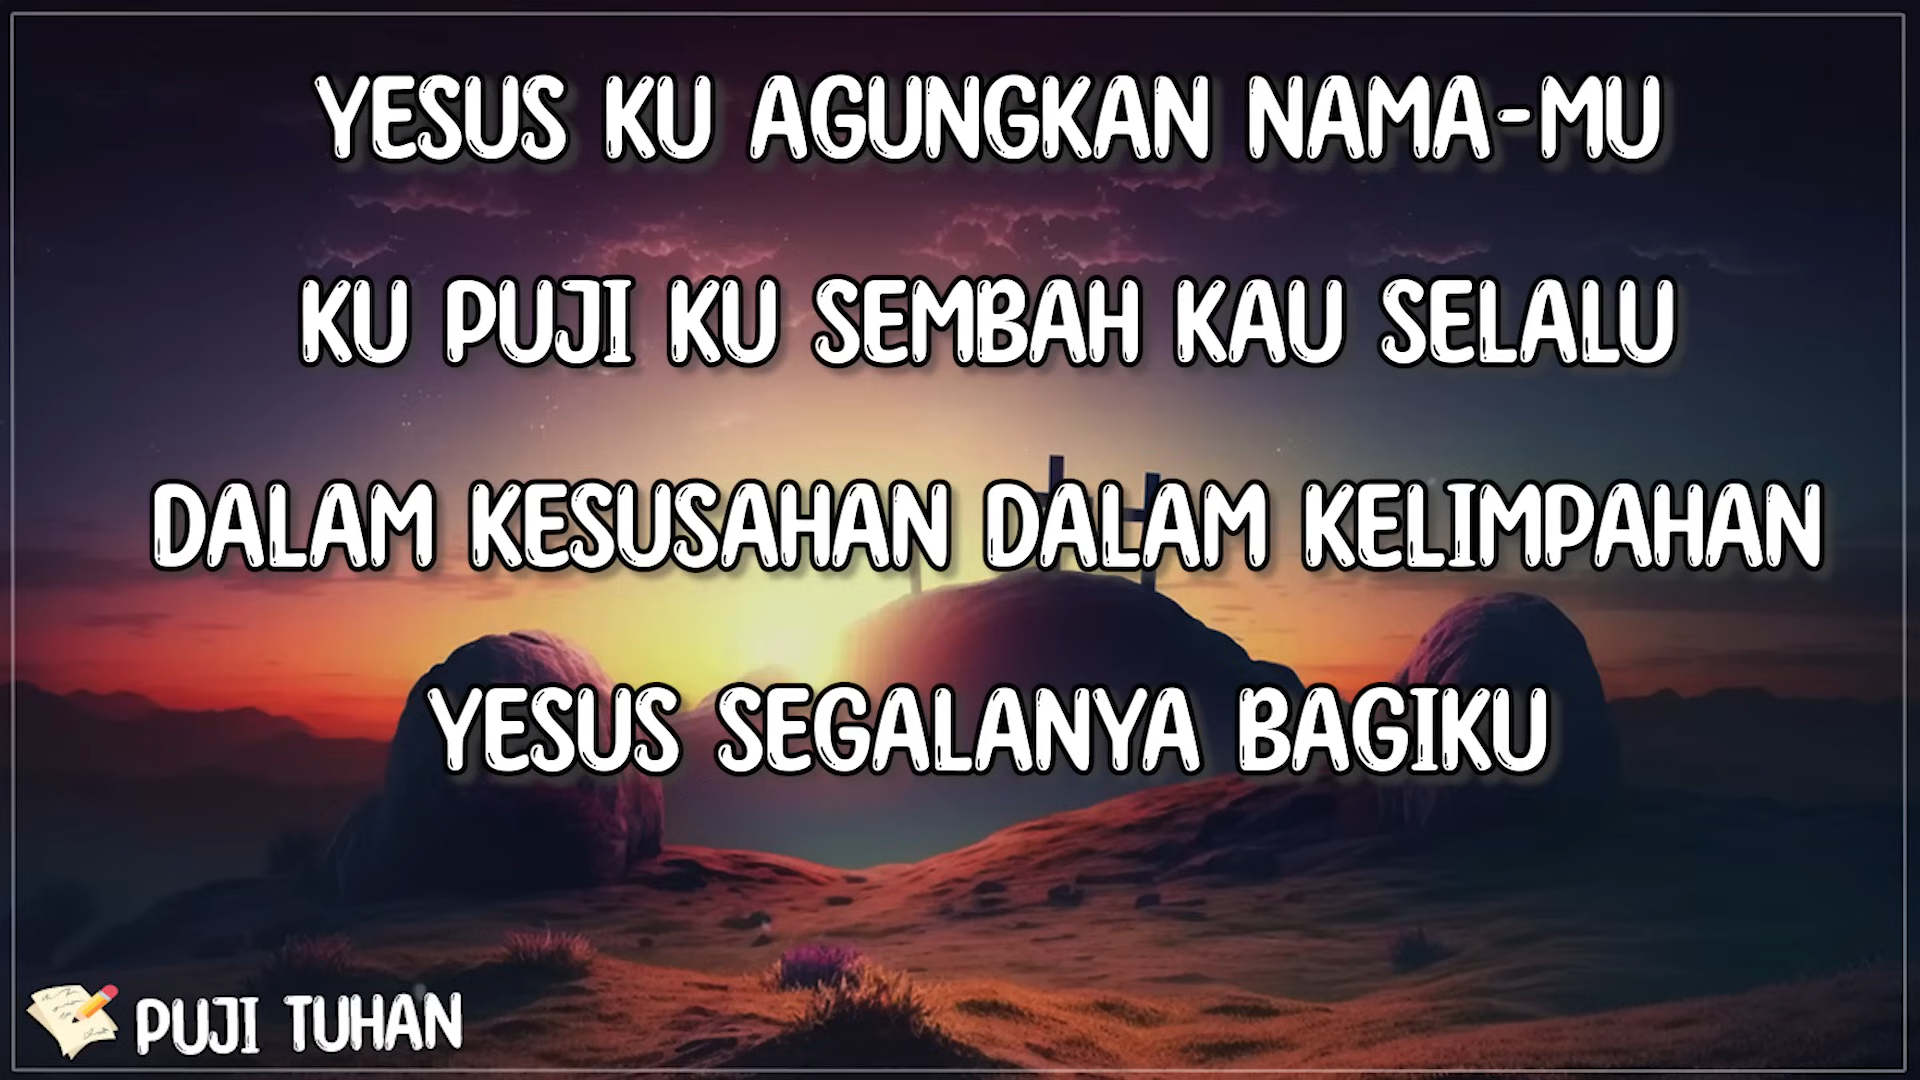 YESUS KU AGUNGKAN NAMA-MU
KU PUJI KU SEMBAH KAU SELALU
DALAM KESUSAHAN DALAM KELIMPAHAN
YESUS SEGALANYA BAGIKU
PUJI TUHAN